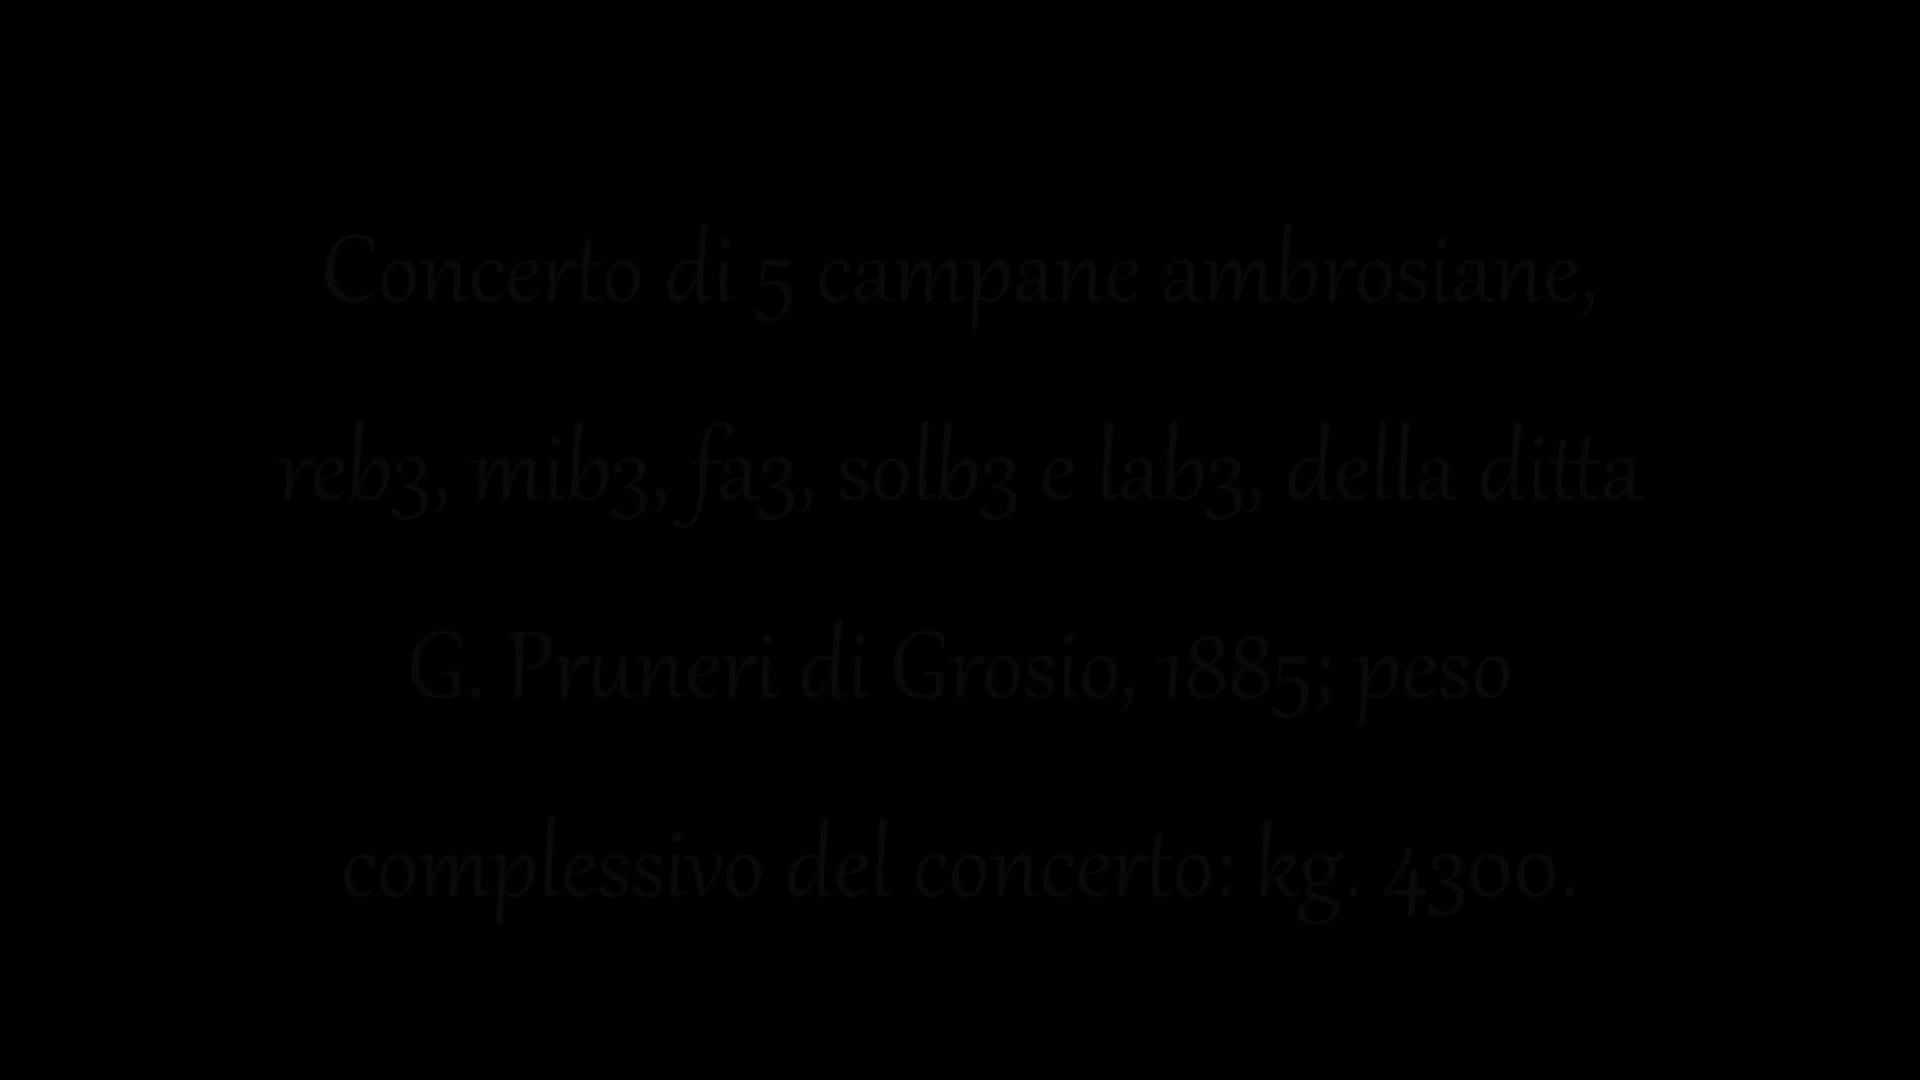 Concerto di 5 campane ambrosiane,
reb3, mib3, fa3, solb3 e lab3, della ditta
G. Pruneri di Grosio, 1885; peso
complessivo del concerto: kg. 4300.